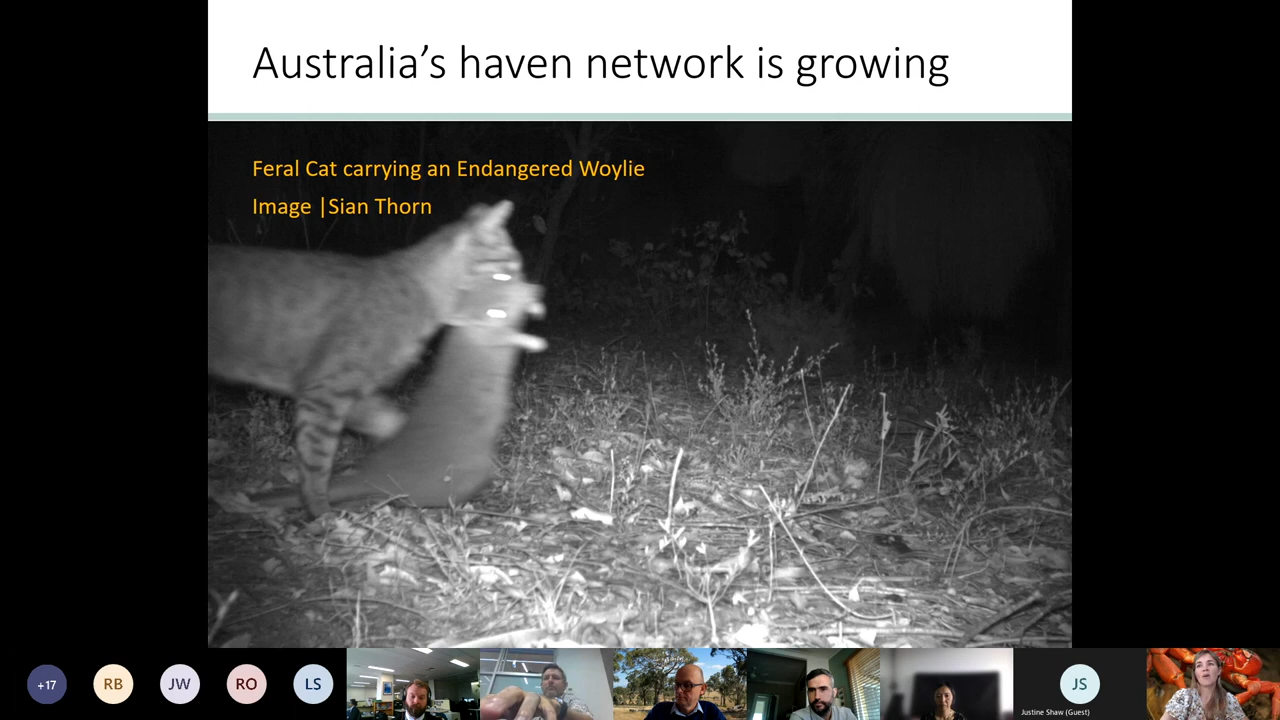 Australia’s haven network is growing
Feral Cat carrying an Endangered Woylie
Image |Sian Thorn
+17
RB
JW
RO
LS
JS
Justine Shaw (Guest)